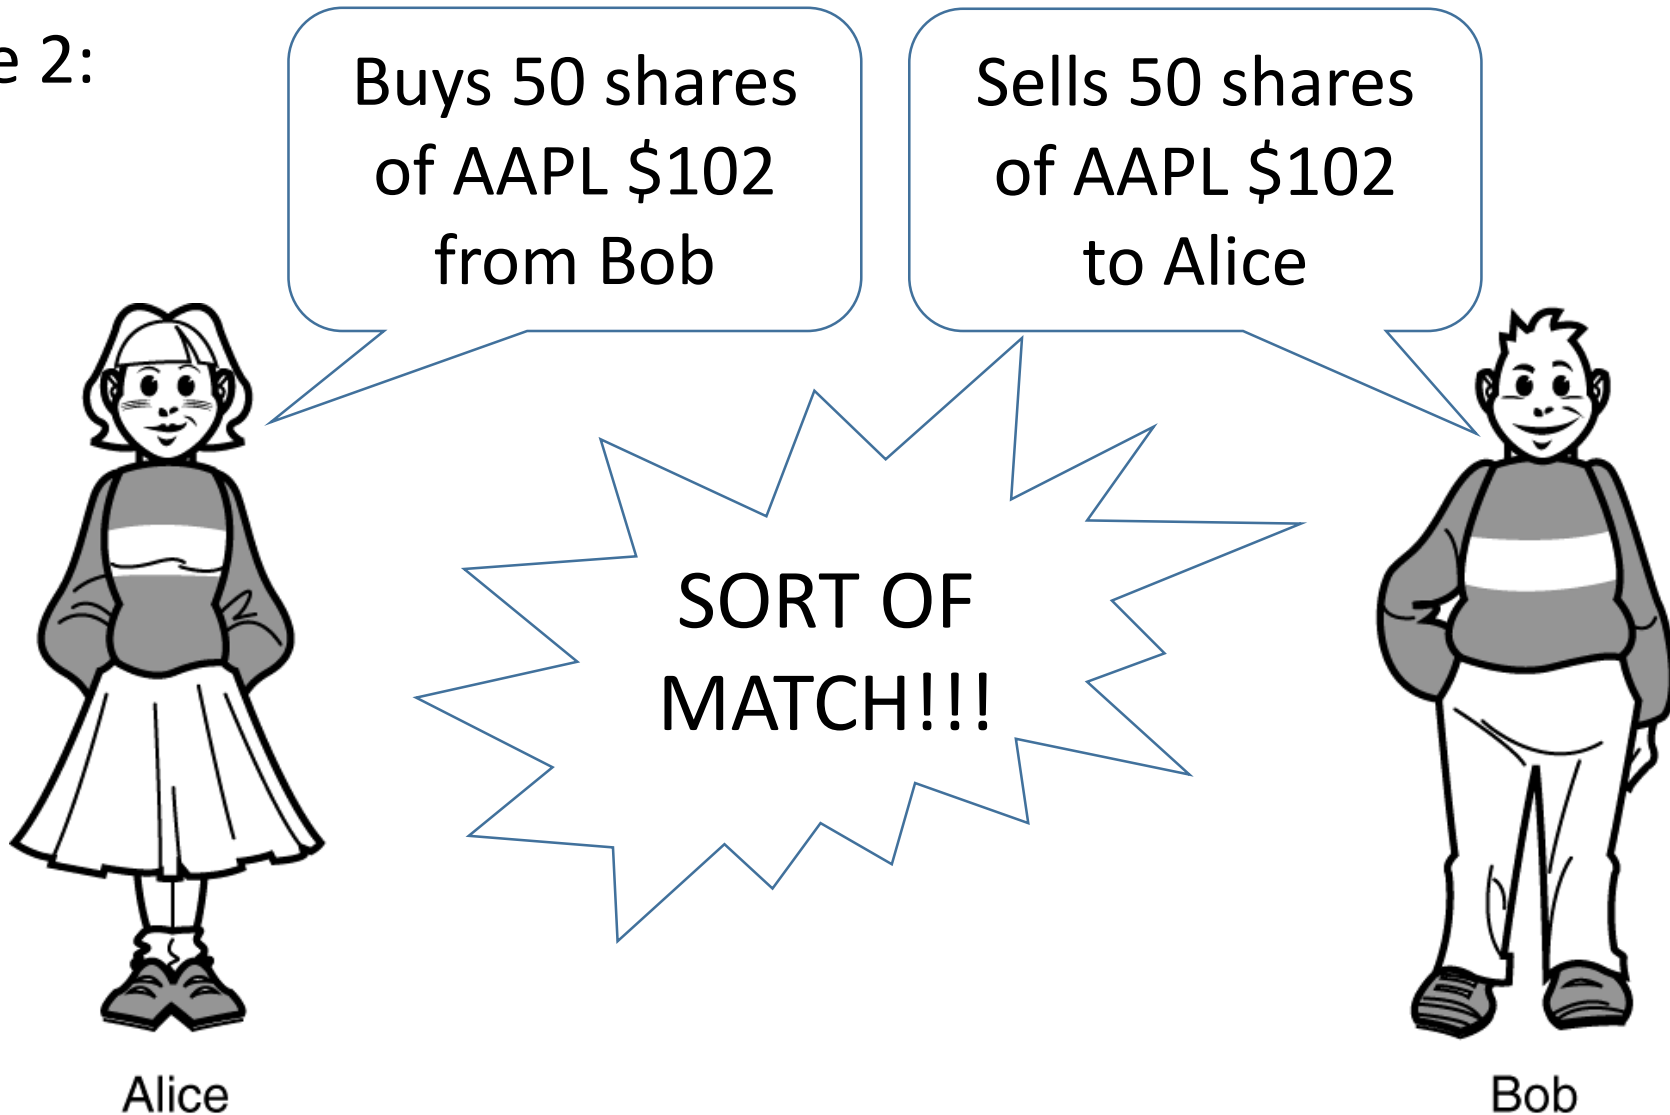 e 2:
Buys 50 shares
of AAPL $102
from Bob
Sells 50 shares
of AAPL $102
to Alice
SORT OF
MATCH!!!
Alice
Bob